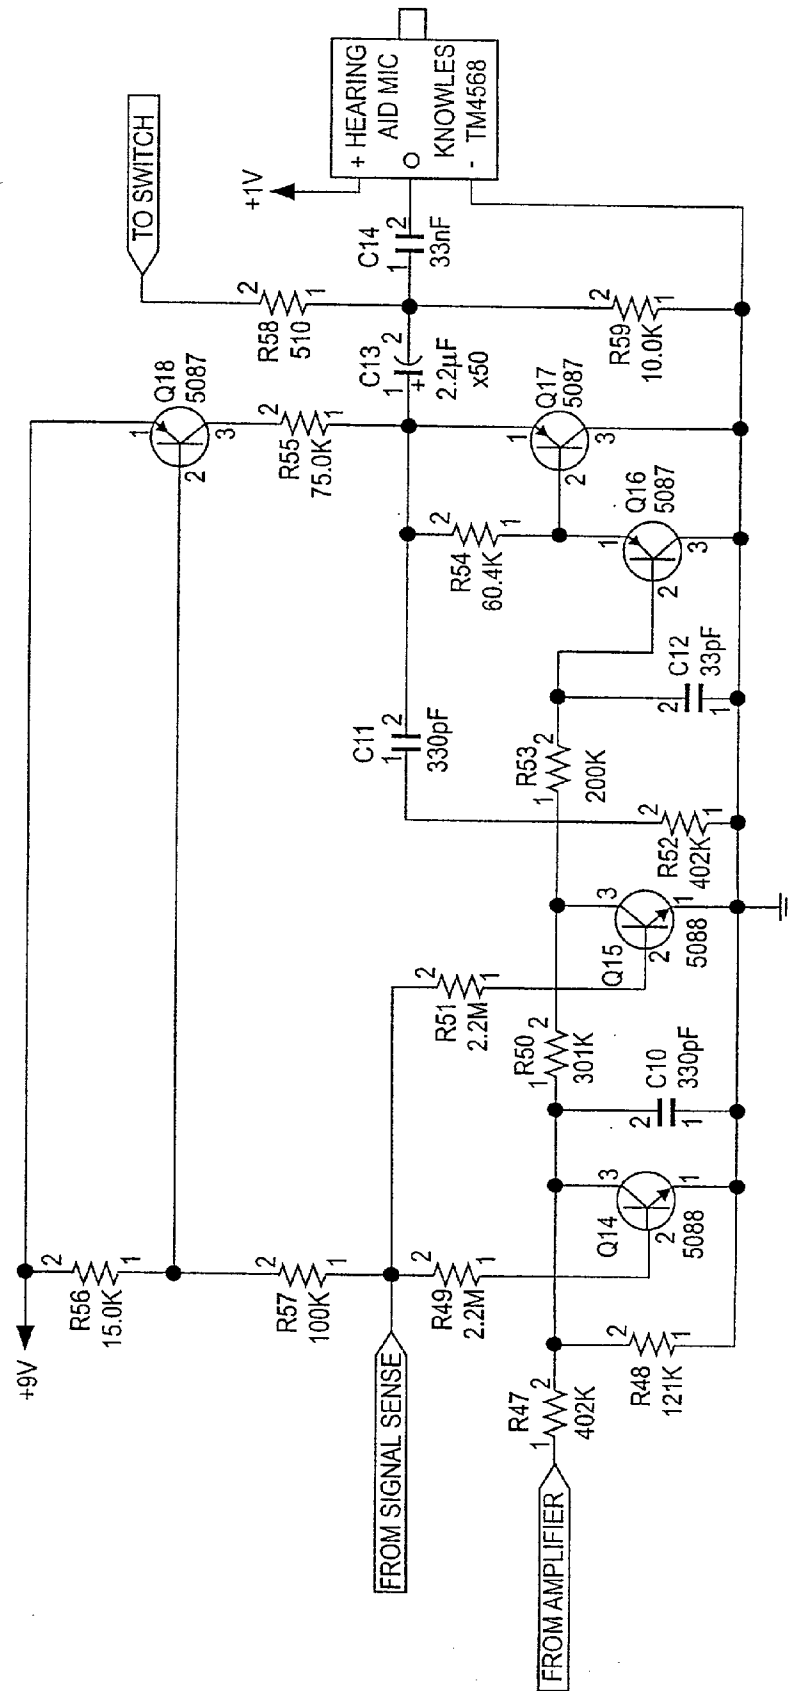 TO SWITCH
+1V
+ HEARING
AID MIC
O
KNOWLES
- TM4568
C14
33nF
1
2
R58
510
2
1
C13
2.2µF
x50
1
2
+
R59
10.0K
2
1
Q18
5087
1
2
3
R55
75.0K
2
1
Q17
5087
1
2
3
Q16
5087
1
2
3
R54
60.4K
2
1
C11
330pF
1
2
C12
33pF
2
1
R53
200K
1
2
R52
402K
2
1
Q15
5088
3
2
1
R51
2.2M
2
1
R50
301K
1
2
C10
330pF
2
1
Q14
5088
3
2
1
+9V
R56
15.0K
2
1
R57
100K
2
1
R49
2.2M
2
1
FROM SIGNAL SENSE
R48
121K
2
1
R47
402K
1
2
FROM AMPLIFIER